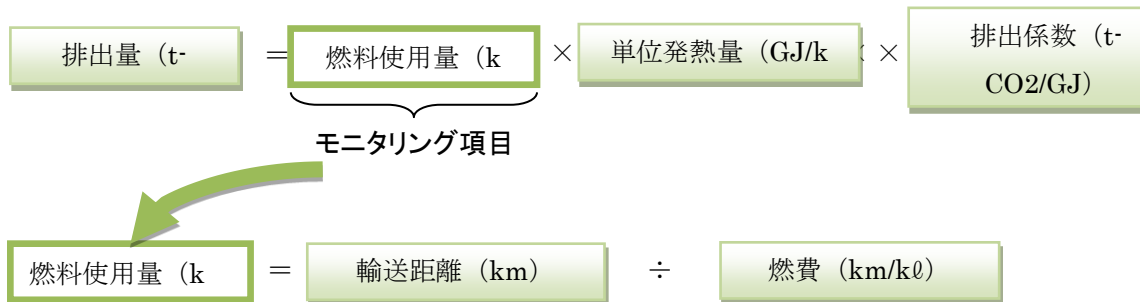 排出量（t- ＝ 燃料使用量（k × 単位発熱量（GJ/k × 排出係数（t-
CO2/GJ）
モニタリング項目
燃料使用量（k ＝ 輸送距離（km） ÷ 燃費（km/kℓ）